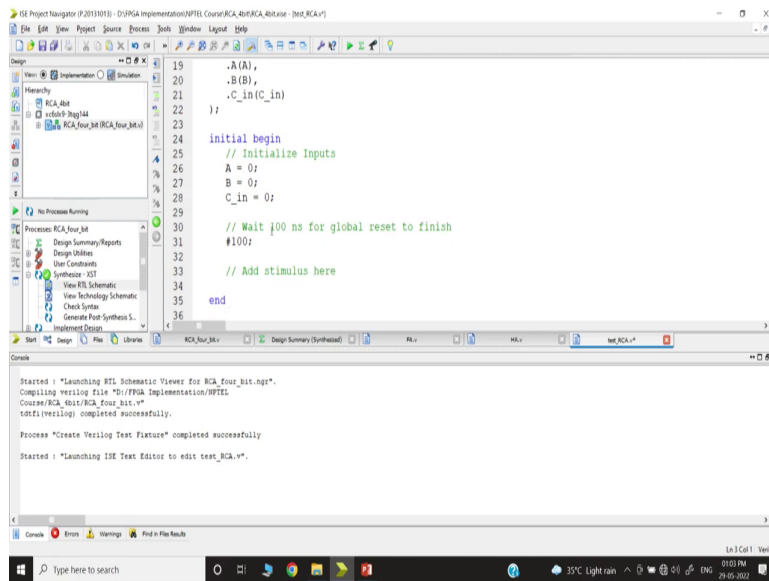 ISE Project Navigator (P.20131013) - D:\FPGA Implementation\NPTEL Course\RCA_4bit\RCA_4bit.xise - [test_RCA.v*]
File Edit View Project Source Process Tools Window Layout Help
Design
View: Implementation Simulation
Hierarchy
RCA_4bit
RCA_four_bit (RCA_four_bit.v)
No Processes Running
Processes: RCA_four_bit
Design Summary/Reports
Design Utilities
User Constraints
Synthesize - XST
View RTL Schematic
View Technology Schematic
Check Syntax
Generate Post-Synthesis S...
Implement Design
Start Design Files Libraries
19 .A(A),
20 .B(B),
21 .C_in(C_in)
22 );
23
24 initial begin
25 // Initialize Inputs
26 A = 0;
27 B = 0;
28 C_in = 0;
29
30 // Wait 100 ns for global reset to finish
31 #100;
32
33 // Add stimulus here
34
35 end
36
RCA_four_bit.v Design Summary (Synthesized) FA.v HA.v test_RCA.v*
Console
Started : "Launching RTL Schematic Viewer for RCA_four_bit.ngr".
Compiling verilog file "D:/FPGA Implementation/NPTEL
Course/RCA_4bit/RCA_four_bit.v"
tdtfi(verilog) completed successfully.
Process "Create Verilog Test Fixture" completed successfully
Started : "Launching ISE Text Editor to edit test_RCA.v".
Console Errors Warnings Find in Files Results
Ln 3 Col 1 Veri
Type here to search
35°C Light rain ENG 01:03 PM
29-05-2022